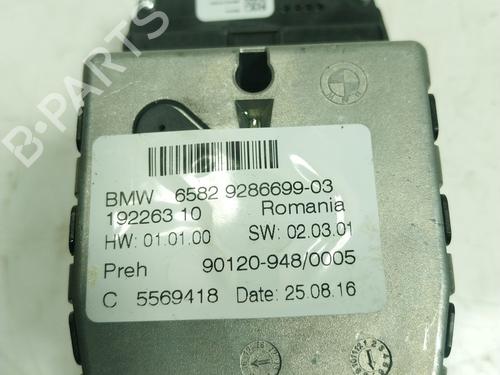 BMW 6582 9286699-03
192263 10 Romania
HW: 01.01.00 SW: 02.03.01
Preh 90120-948/0005
C 5569418 Date: 25.08.16
B-PARTS